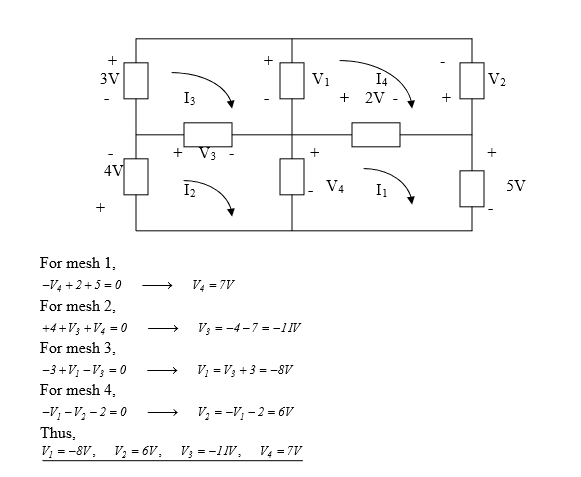 + + -
3V V1 I4 V2
- I3 - + 2V - +
- + V3 - + +
4V I2 - V4 I1 5V
+ -
For mesh 1,
−V4 + 2 + 5 = 0 ⟶ V4 = 7V
For mesh 2,
+4 + V3 + V4 = 0 ⟶ V3 = −4 − 7 = −11V
For mesh 3,
−3 + V1 − V3 = 0 ⟶ V1 = V3 + 3 = −8V
For mesh 4,
−V1 − V2 − 2 = 0 ⟶ V2 = −V1 − 2 = 6V
Thus,
V1 = −8V, V2 = 6V, V3 = −11V, V4 = 7V